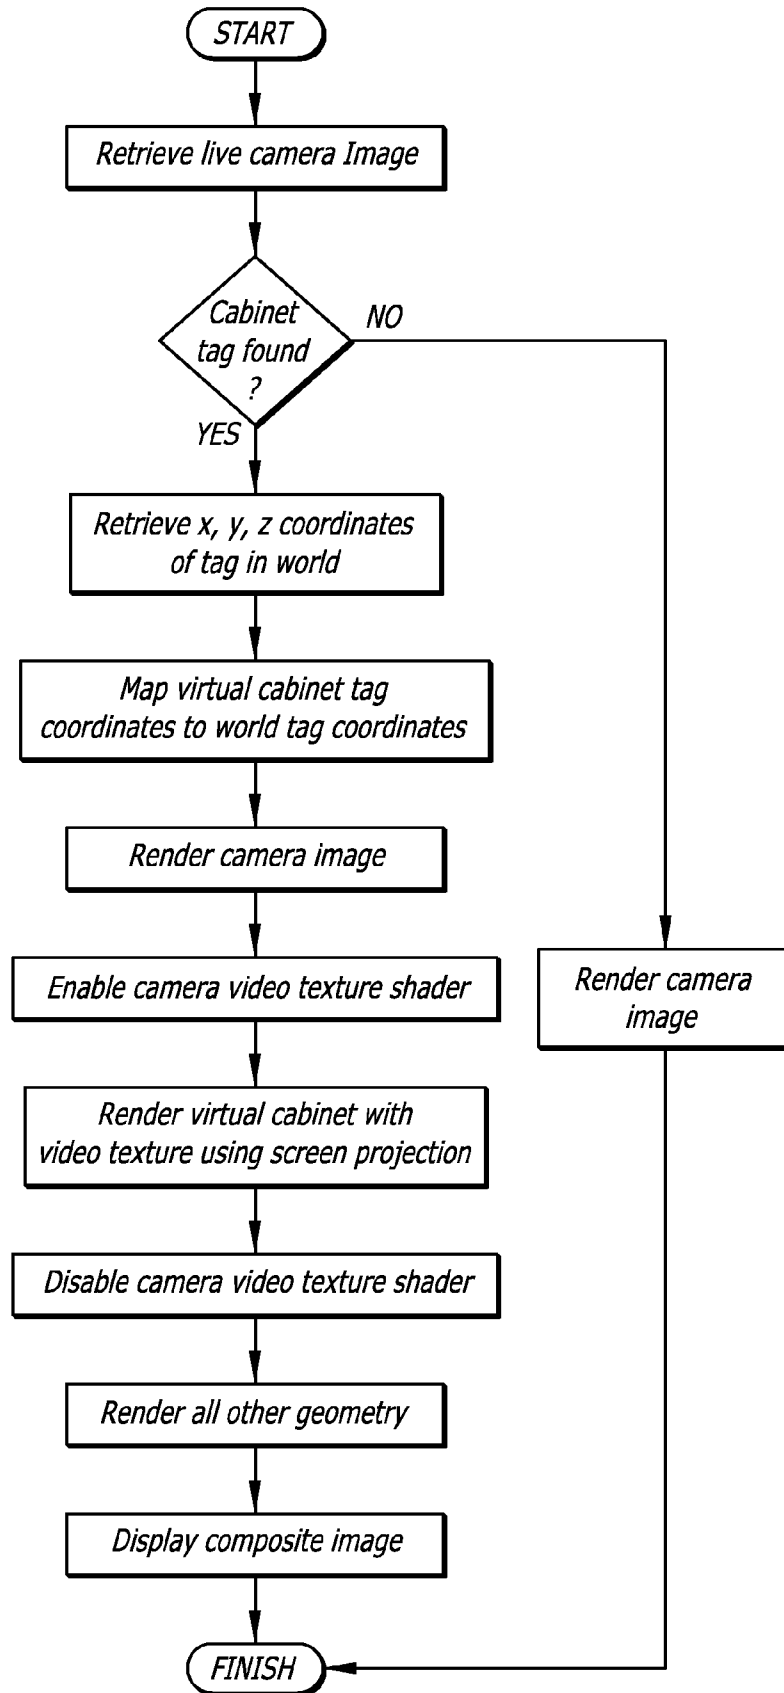 START
Retrieve live camera Image
Cabinet
tag found
?
NO
YES
Retrieve x, y, z coordinates
of tag in world
Map virtual cabinet tag
coordinates to world tag coordinates
Render camera image
Enable camera video texture shader
Render camera
image
Render virtual cabinet with
video texture using screen projection
Disable camera video texture shader
Render all other geometry
Display composite image
FINISH